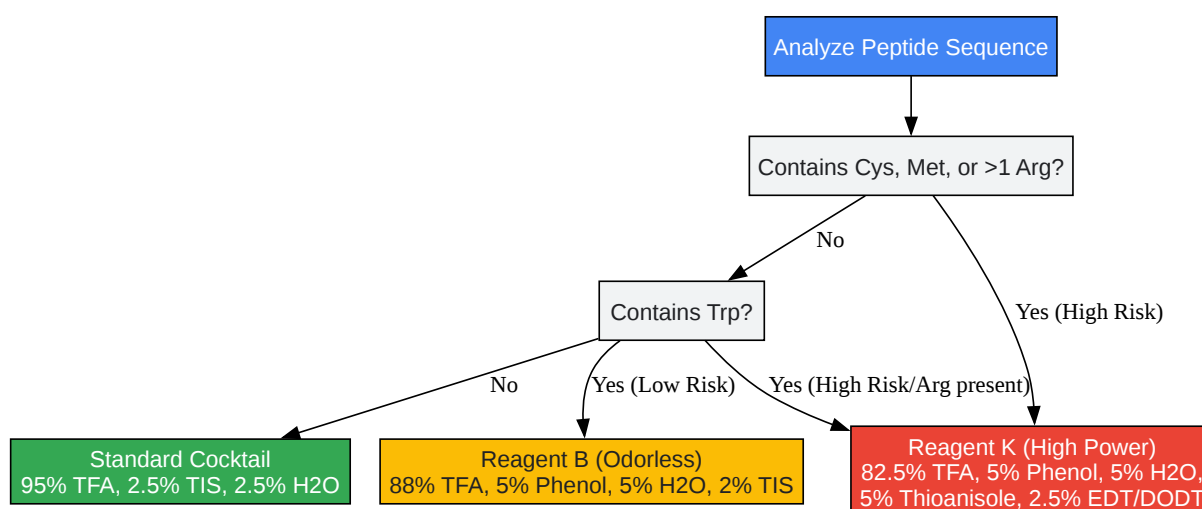 Analyze Peptide Sequence
Contains Cys, Met, or >1 Arg?
No
Contains Trp?
Yes (High Risk)
No
Yes (Low Risk)
Yes (High Risk/Arg present)
Standard Cocktail
95% TFA, 2.5% TIS, 2.5% H2O
Reagent B (Odorless)
88% TFA, 5% Phenol, 5% H2O, 2% TIS
Reagent K (High Power)
82.5% TFA, 5% Phenol, 5% H2O,
5% Thioanisole, 2.5% EDT/DODT